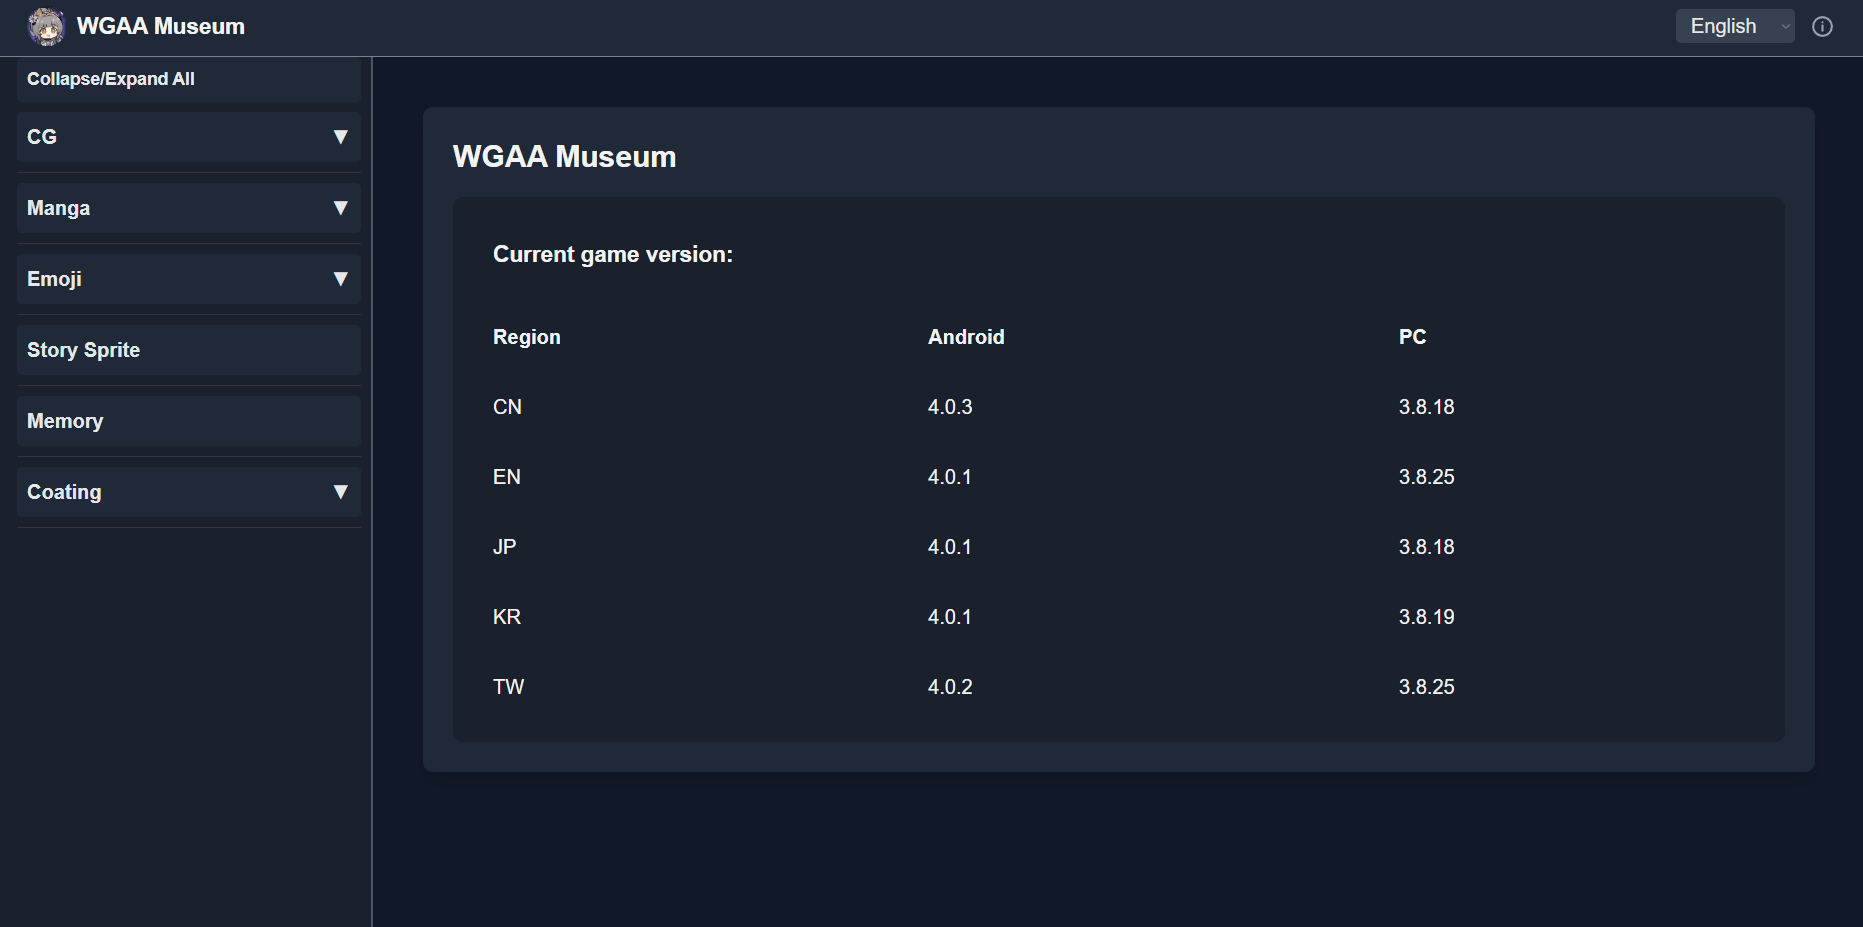 WGAA Museum
English
Collapse/Expand All
CG
Manga
Emoji
Story Sprite
Memory
Coating
WGAA Museum
Current game version:
Region Android PC
CN 4.0.3 3.8.18
EN 4.0.1 3.8.25
JP 4.0.1 3.8.18
KR 4.0.1 3.8.19
TW 4.0.2 3.8.25